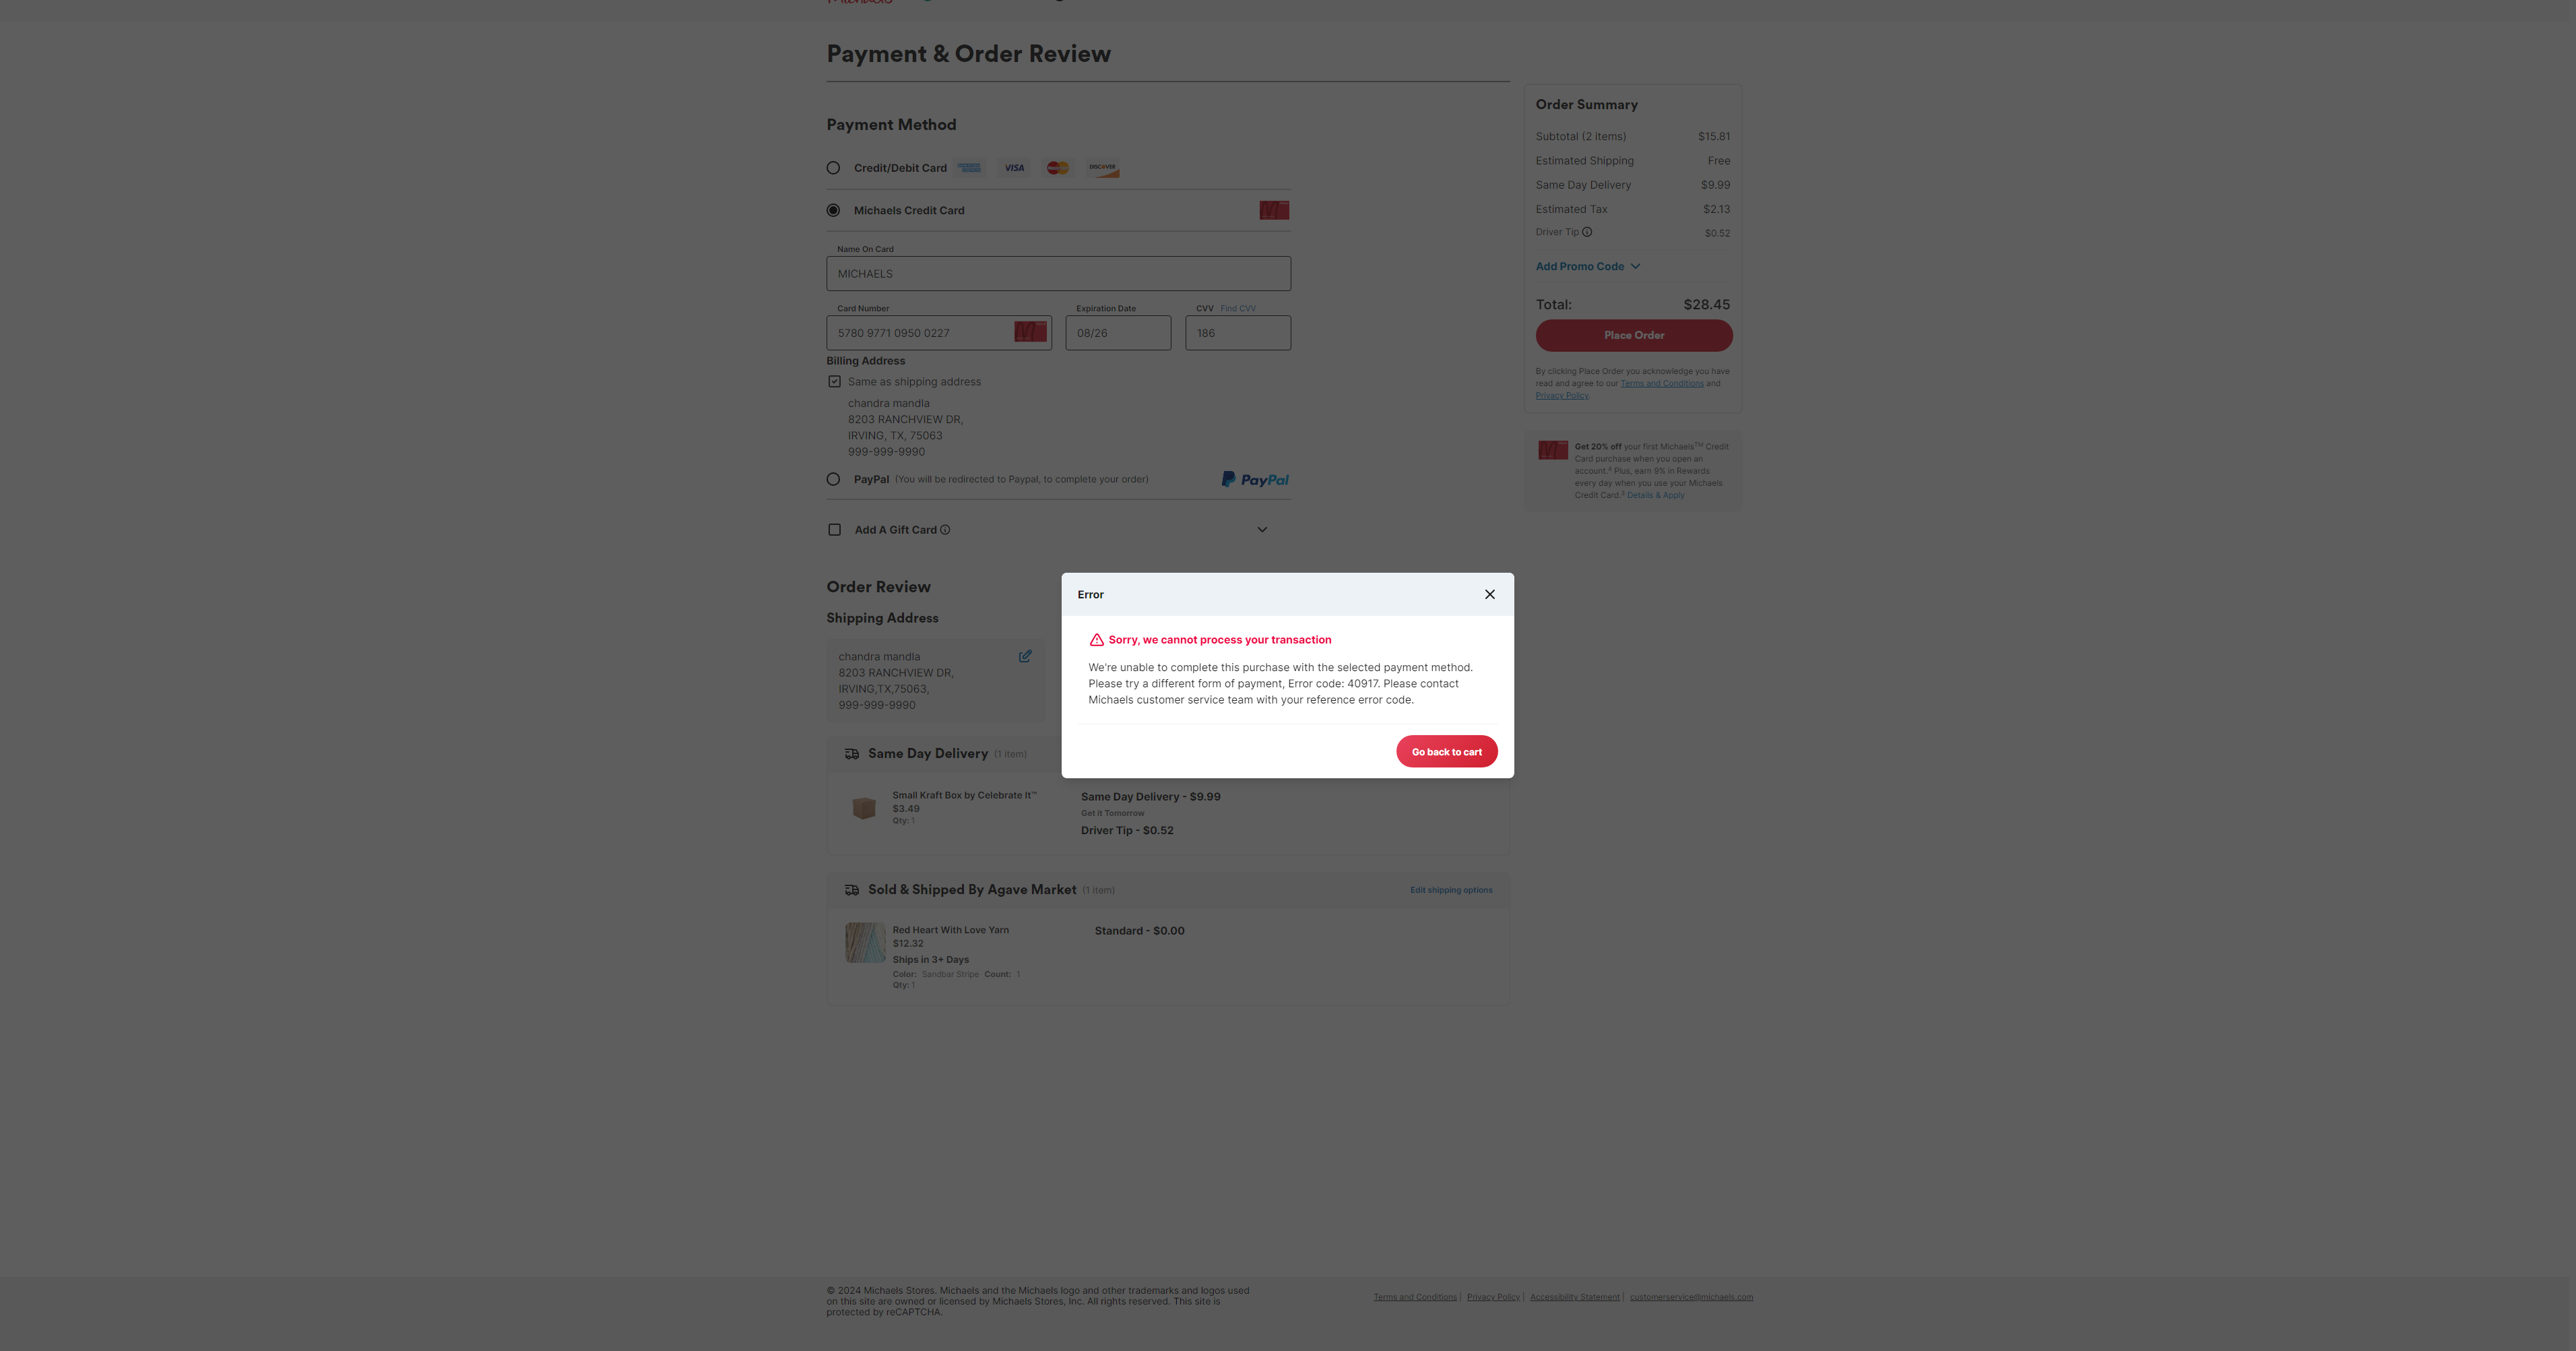 Michaels
Payment & Order Review
Payment Method
Credit/Debit Card
VISA
DISCOVER
Michaels Credit Card
Name On Card
MICHAELS
Card Number
Expiration Date
CVV Find CVV
5780 9771 0950 0227
08/26
186
Billing Address
Same as shipping address
chandra mandla
8203 RANCHVIEW DR,
IRVING, TX, 75063
999-999-9990
PayPal (You will be redirected to Paypal, to complete your order)
PayPal
Add A Gift Card
Order Summary
Subtotal (2 items) $15.81
Estimated Shipping Free
Same Day Delivery $9.99
Estimated Tax $2.13
Driver Tip $0.52
Add Promo Code
Total: $28.45
Place Order
By clicking Place Order you acknowledge you have
read and agree to our Terms and Conditions and
Privacy Policy.
Get 20% off your first Michaels™ Credit
Card purchase when you open an
account.⁴ Plus, earn 9% in Rewards
every day when you use your Michaels
Credit Card.³ Details & Apply
Order Review
Shipping Address
chandra mandla
8203 RANCHVIEW DR,
IRVING,TX,75063,
999-999-9990
Error
Sorry, we cannot process your transaction
We're unable to complete this purchase with the selected payment method.
Please try a different form of payment, Error code: 40917. Please contact
Michaels customer service team with your reference error code.
Go back to cart
Same Day Delivery (1 item)
Small Kraft Box by Celebrate It™
$3.49
Qty: 1
Same Day Delivery - $9.99
Get It Tomorrow
Driver Tip - $0.52
Sold & Shipped By Agave Market (1 item)
Edit shipping options
Red Heart With Love Yarn
$12.32
Ships in 3+ Days
Color: Sandbar Stripe Count: 1
Qty: 1
Standard - $0.00
© 2024 Michaels Stores. Michaels and the Michaels logo and other trademarks and logos used
on this site are owned or licensed by Michaels Stores, Inc. All rights reserved. This site is
protected by reCAPTCHA.
Terms and Conditions | Privacy Policy | Accessibility Statement | customerservice@michaels.com